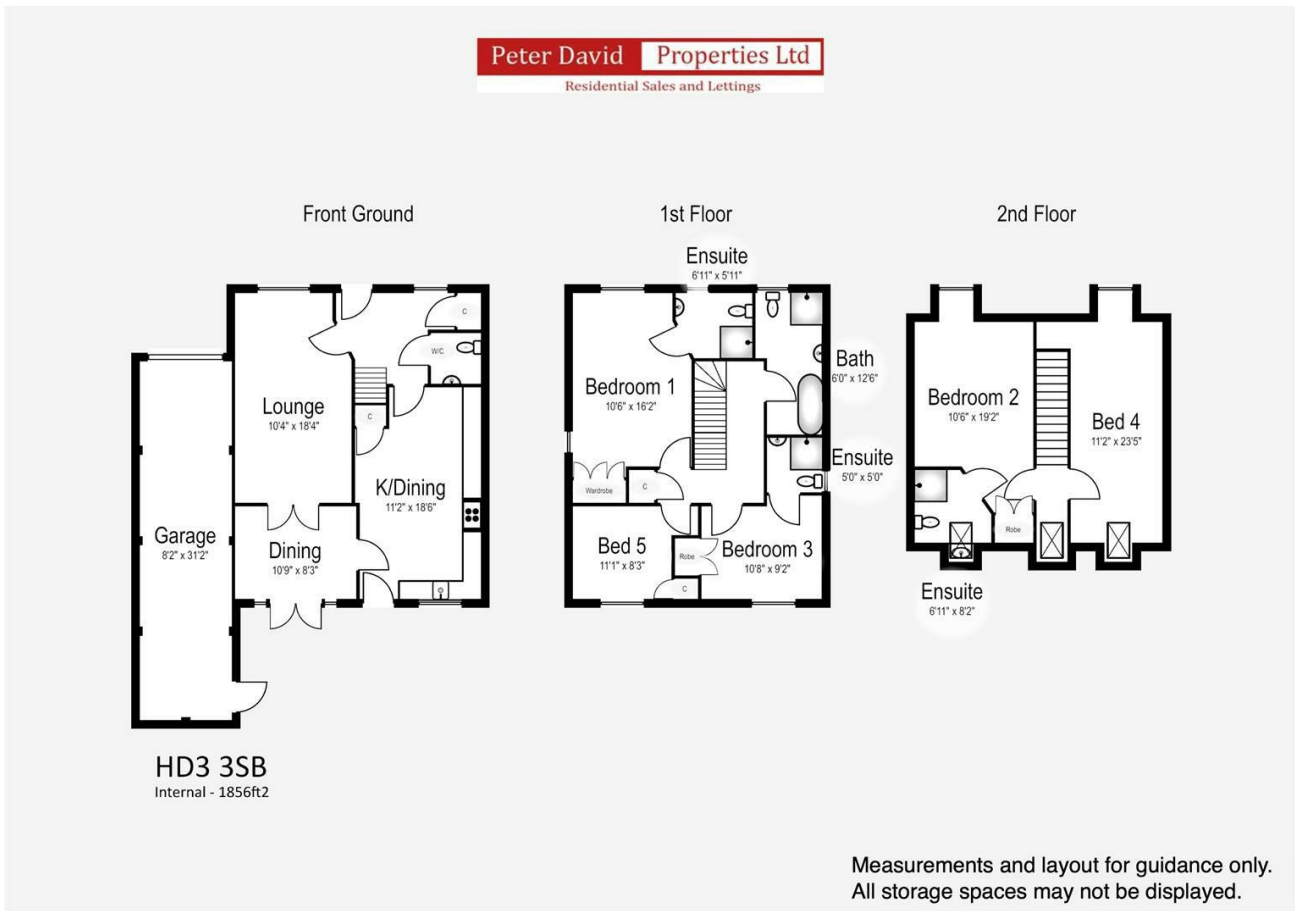 Peter David Properties Ltd
Residential Sales and Lettings
Front Ground
1st Floor
2nd Floor
Lounge
10'4" x 18'4"
C
W/C
C
K/Dining
11'2" x 18'6"
Garage
8'2" x 31'2"
Dining
10'9" x 8'3"
Ensuite
6'11" x 5'11"
Bedroom 1
10'6" x 16'2"
Bath
6'0" x 12'6"
Ensuite
5'0" x 5'0"
Wardrobe
C
Bed 5
11'1" x 8'3"
Robe
Bedroom 3
10'8" x 9'2"
C
Bedroom 2
10'6" x 19'2"
Bed 4
11'2" x 23'5"
Robe
Ensuite
6'11" x 8'2"
HD3 3SB
Internal - 1856ft2
Measurements and layout for guidance only.
All storage spaces may not be displayed.